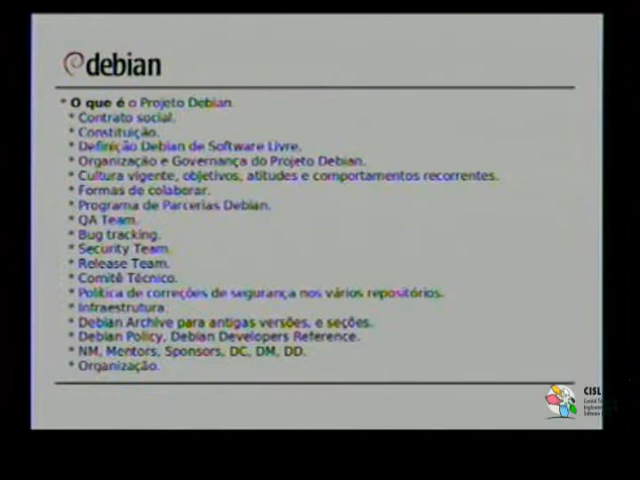 debian
* O que é o Projeto Debian.
* Contrato social.
* Constituição.
* Definição Debian de Software Livre.
* Organização e Governança do Projeto Debian.
* Cultura vigente, objetivos, atitudes e comportamentos recorrentes.
* Formas de colaborar.
* Programa de Parcerias Debian.
* QA Team.
* Bug tracking.
* Security Team.
* Release Team.
* Comitê Técnico.
* Política de correções de segurança nos vários repositórios.
* Infraestrutura.
* Debian Archive para antigas versões, e seções.
* Debian Policy, Debian Developers Reference.
* NM, Mentors, Sponsors, DC, DM, DD.
* Organização.
CISL